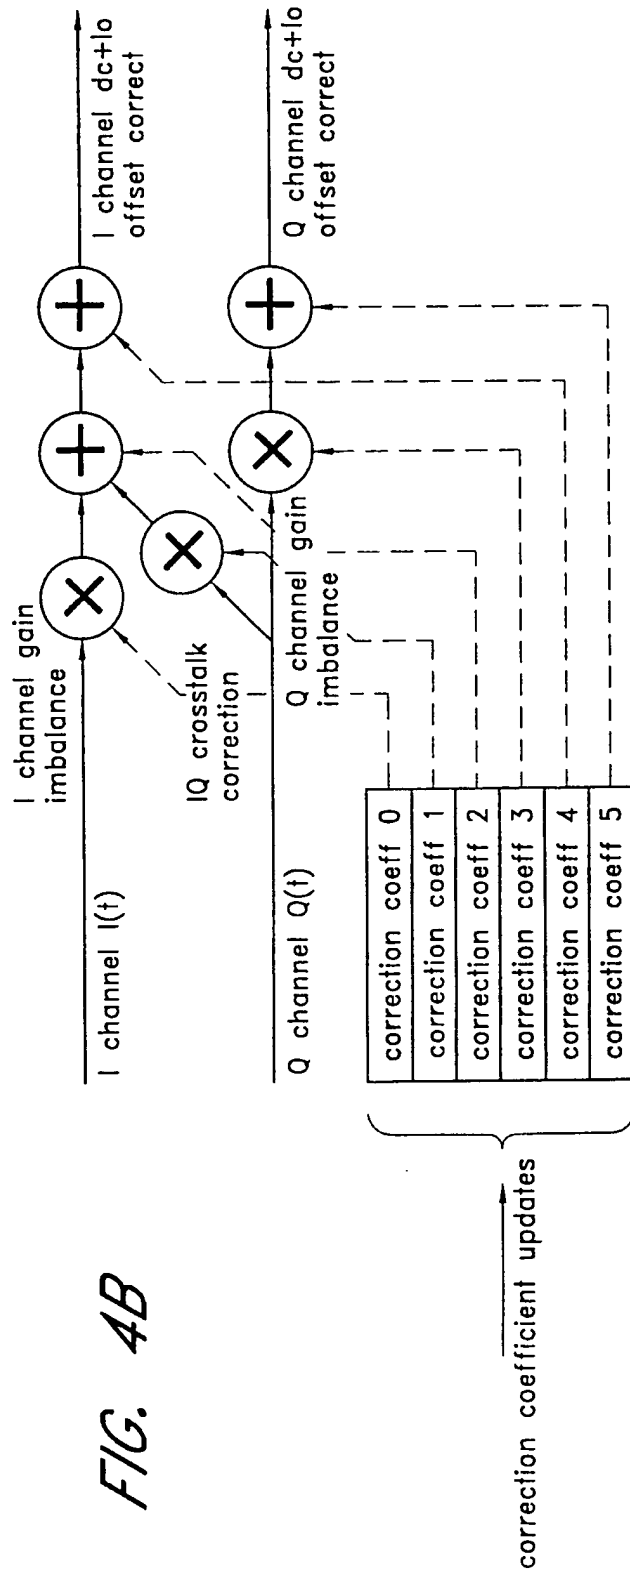 FIG. 4B
I channel I(t)
I channel gain
imbalance
I channel dc+lo
offset correct
IQ crosstalk
correction
Q channel Q(t)
Q channel gain
imbalance
Q channel dc+lo
offset correct
correction coeff 0
correction coeff 1
correction coeff 2
correction coeff 3
correction coeff 4
correction coeff 5
correction coefficient updates